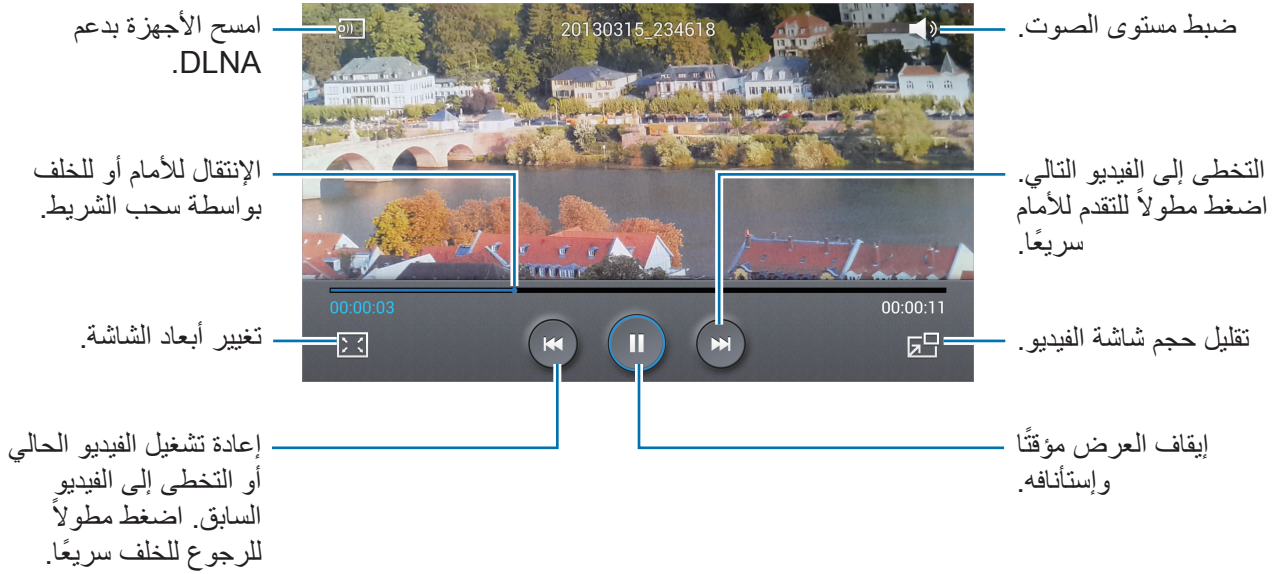 ضبط مستوى الصوت.
20130315_234618
امسح الأجهزة بدعم
DLNA.
التخطى إلى الفيديو التالي.
اضغط مطولاً للتقدم للأمام
سريعًا.
الإنتقال للأمام أو للخلف
بواسطة سحب الشريط.
00:00:03
00:00:11
تقليل حجم شاشة الفيديو.
تغيير أبعاد الشاشة.
إيقاف العرض مؤقتًا
وإستأنافه.
إعادة تشغيل الفيديو الحالي
أو التخطى إلى الفيديو
السابق. اضغط مطولاً
للرجوع للخلف سريعًا.